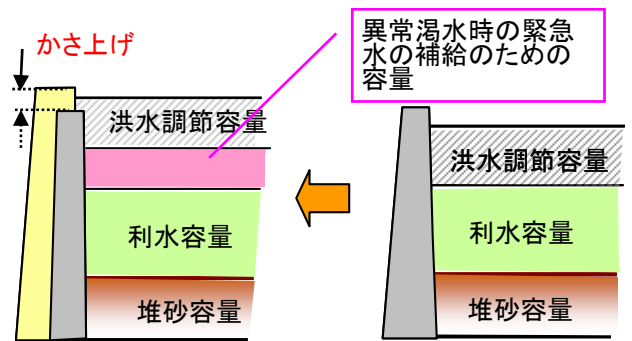 かさ上げ
異常渇水時の緊急
水の補給のための
容量
洪水調節容量
利水容量
堆砂容量
洪水調節容量
利水容量
堆砂容量